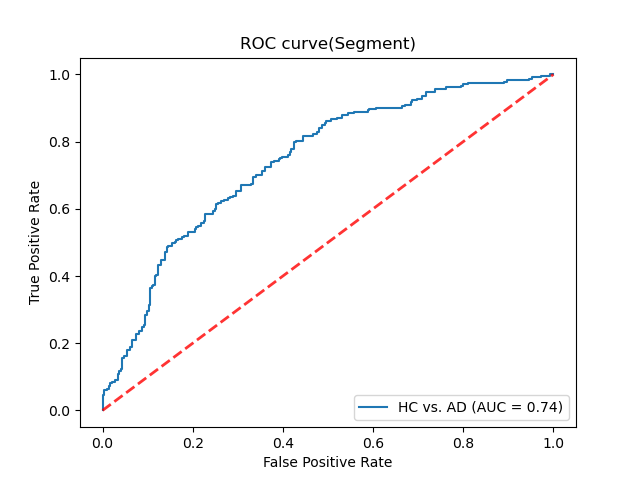 ROC curve(Segment)
1.0
0.8
0.6
0.4
0.2
0.0
True Positive Rate
HC vs. AD (AUC = 0.74)
0.0 0.2 0.4 0.6 0.8 1.0
False Positive Rate